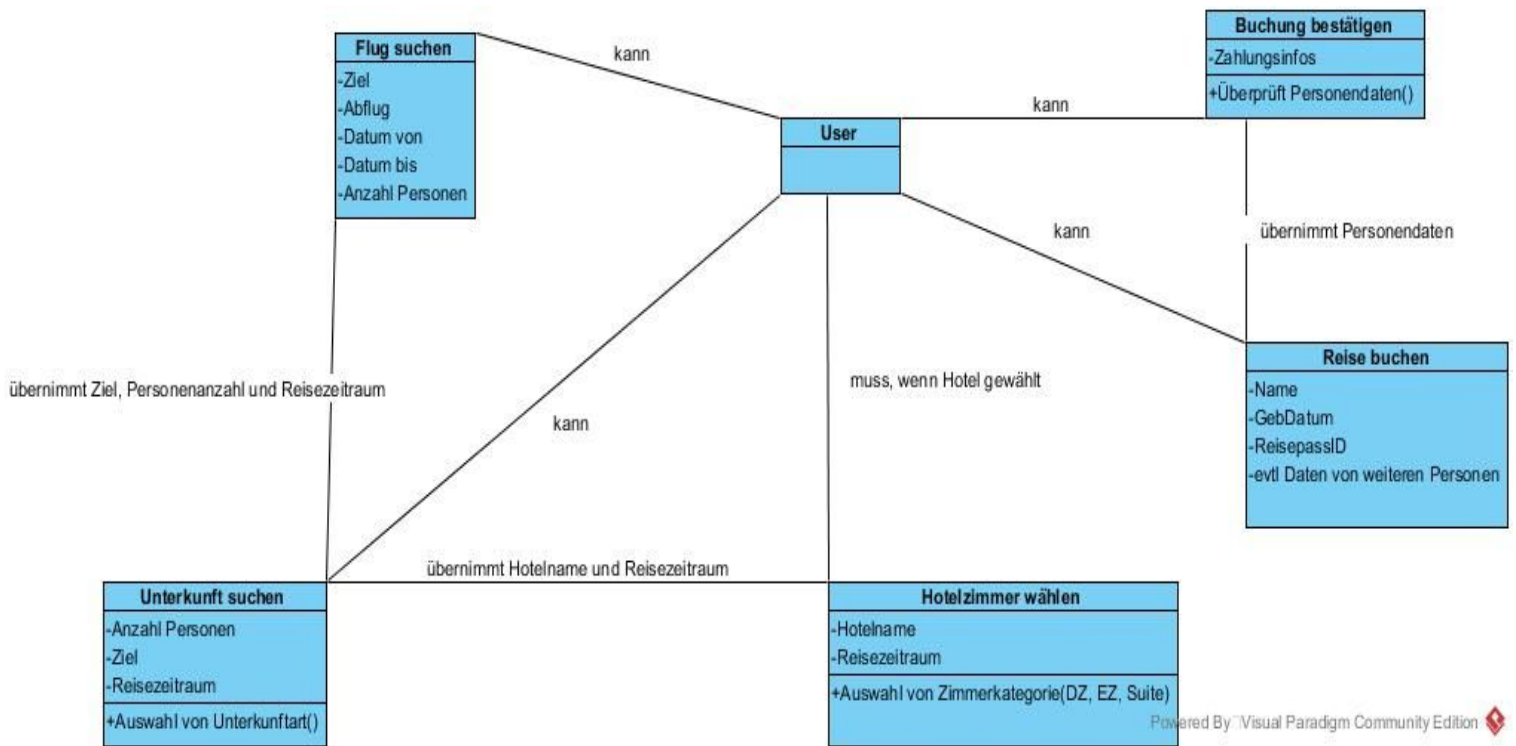 Flug suchen
-Ziel
-Abflug
-Datum von
-Datum bis
-Anzahl Personen
kann
User
kann
Buchung bestätigen
-Zahlungsinfos
+Überprüft Personendaten()
kann
übernimmt Personendaten
übernimmt Ziel, Personenanzahl und Reisezeitraum
kann
muss, wenn Hotel gewählt
Reise buchen
-Name
-GebDatum
-ReisepassID
-evtl Daten von weiteren Personen
übernimmt Hotelname und Reisezeitraum
Unterkunft suchen
-Anzahl Personen
-Ziel
-Reisezeitraum
+Auswahl von Unterkunftart()
Hotelzimmer wählen
-Hotelname
-Reisezeitraum
+Auswahl von Zimmerkategorie(DZ, EZ, Suite)
Powered By Visual Paradigm Community Edition